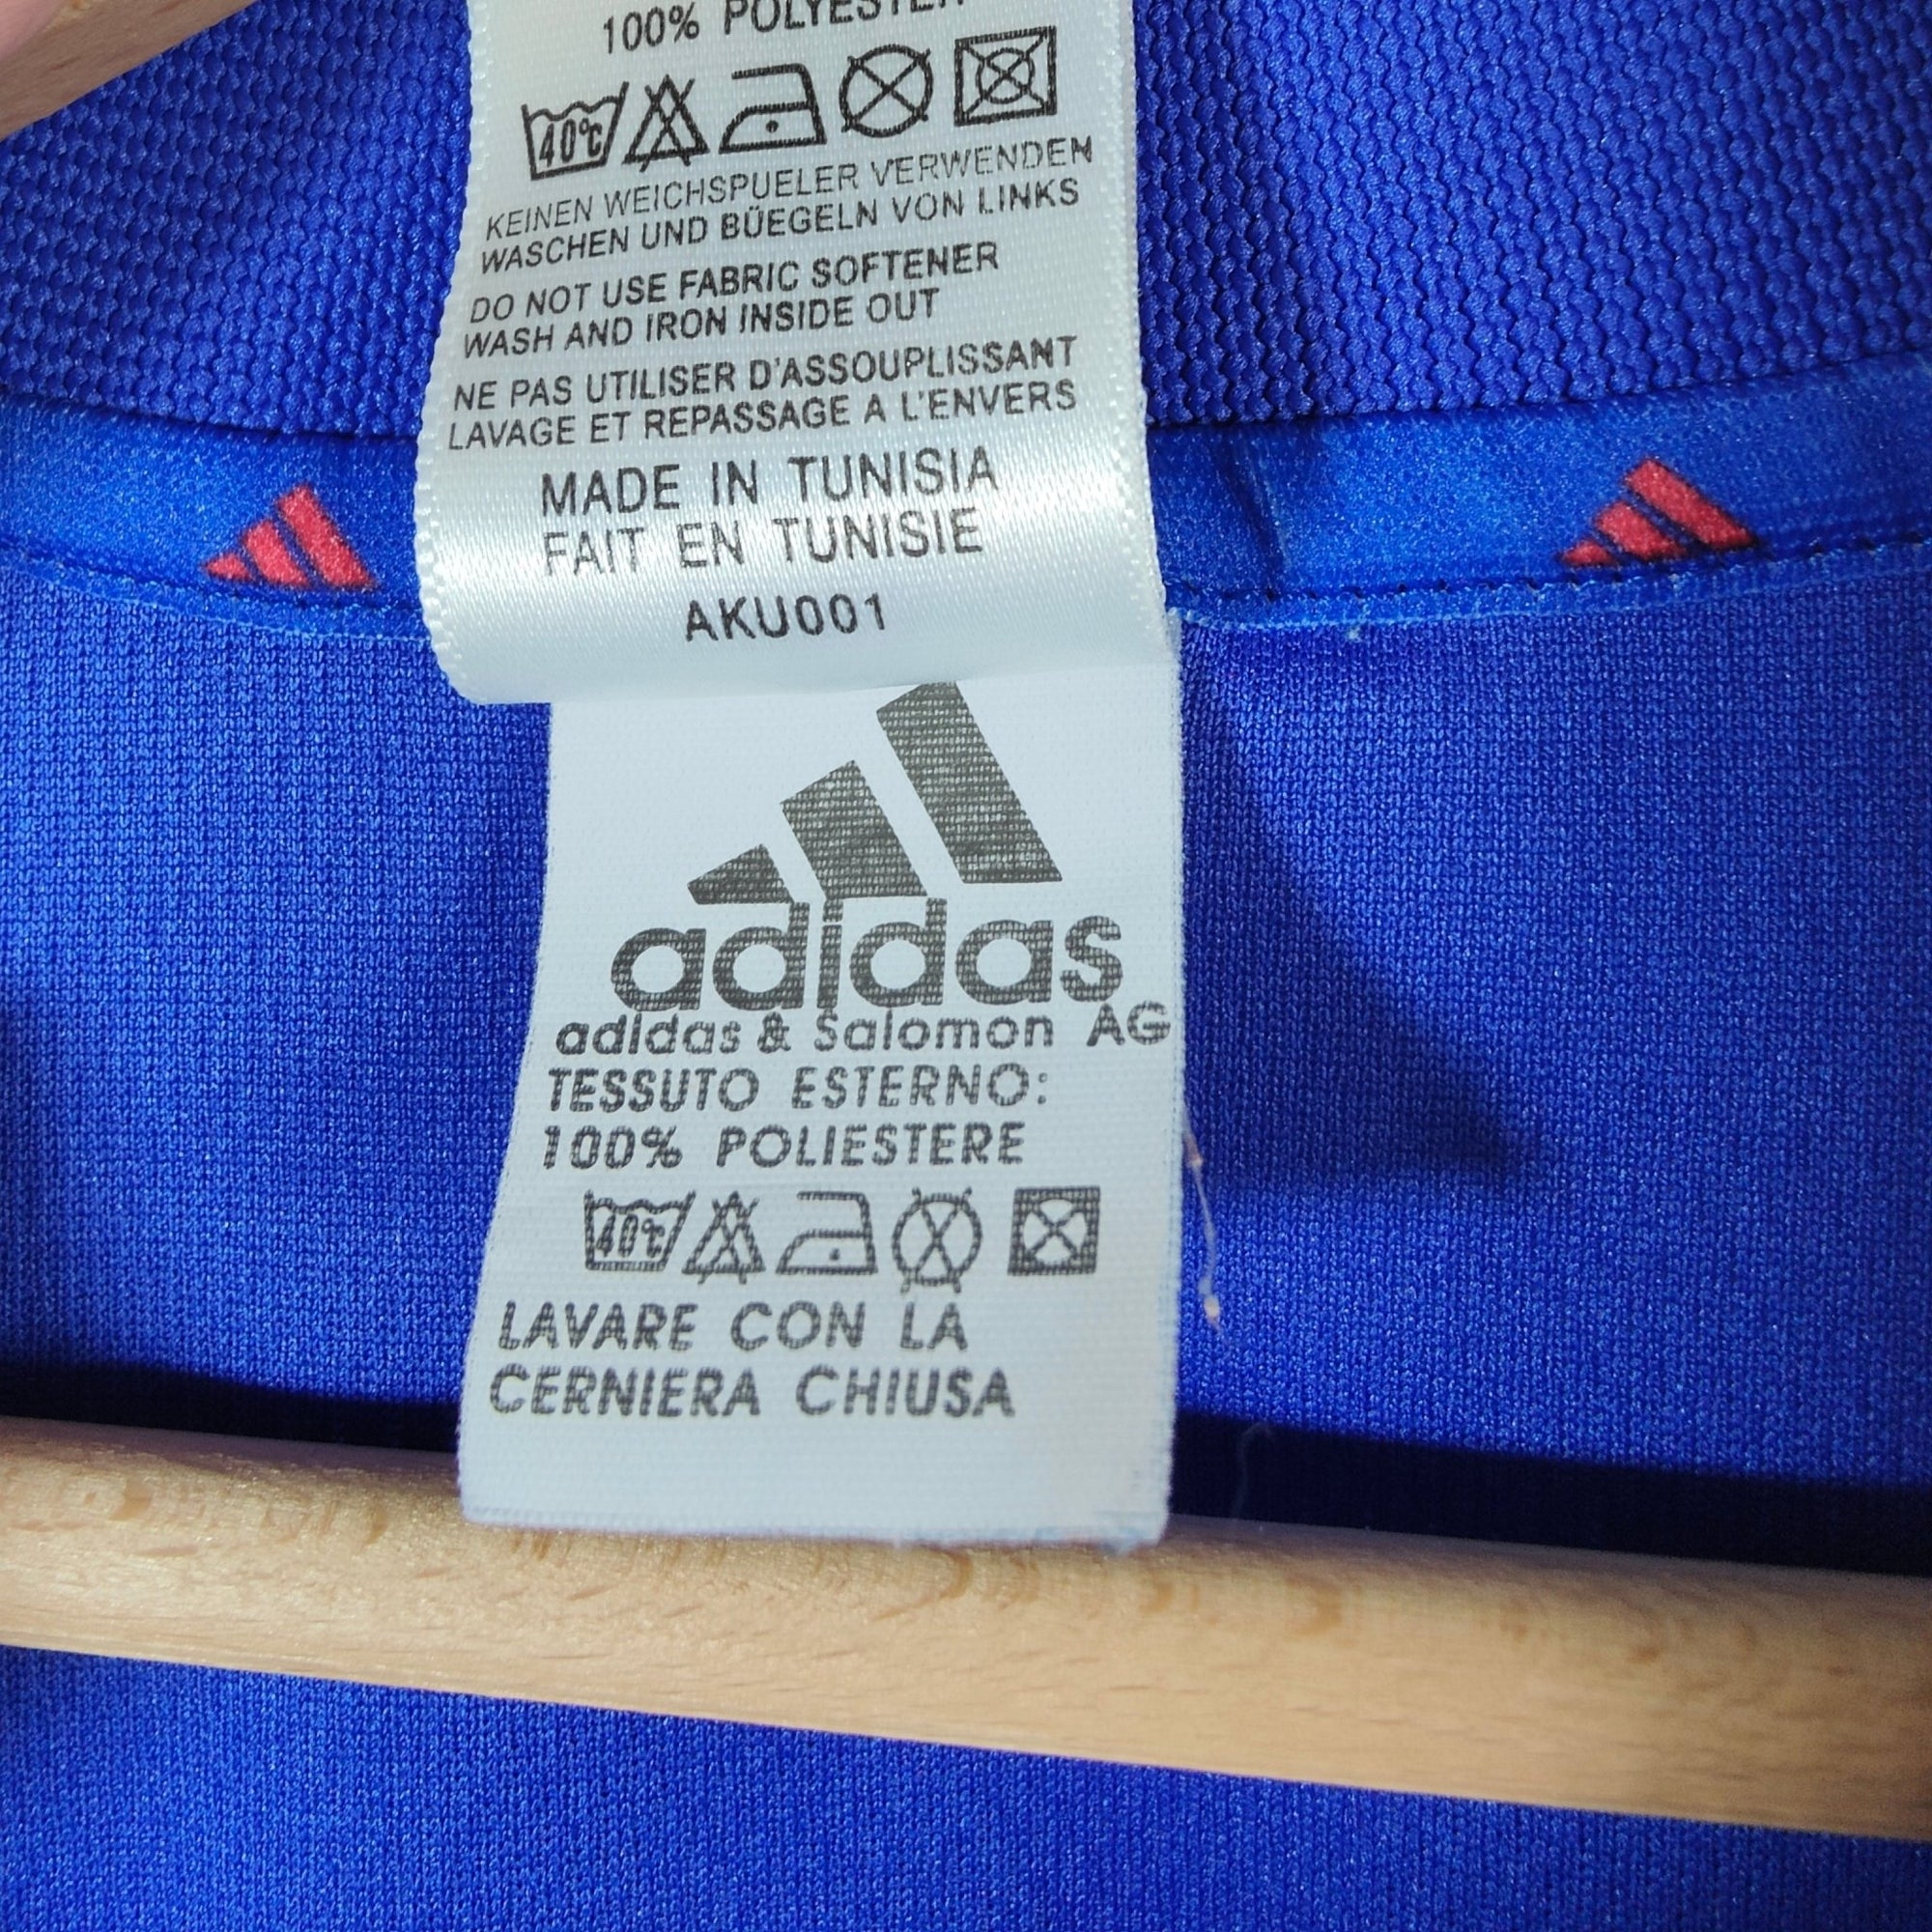 100% POLYESTER
40°C
KEINEN WEICHSPUELER VERWENDEN
WASCHEN UND BÜEGELN VON LINKS
DO NOT USE FABRIC SOFTENER
WASH AND IRON INSIDE OUT
NE PAS UTILISER D'ASSOUPLISSANT
LAVAGE ET REPASSAGE A L'ENVERS
MADE IN TUNISIA
FAIT EN TUNISIE
AKU001
adidas
adidas & Salomon AG
TESSUTO ESTERNO:
100% POLIESTERE
40°C
LAVARE CON LA
CERNIERA CHIUSA